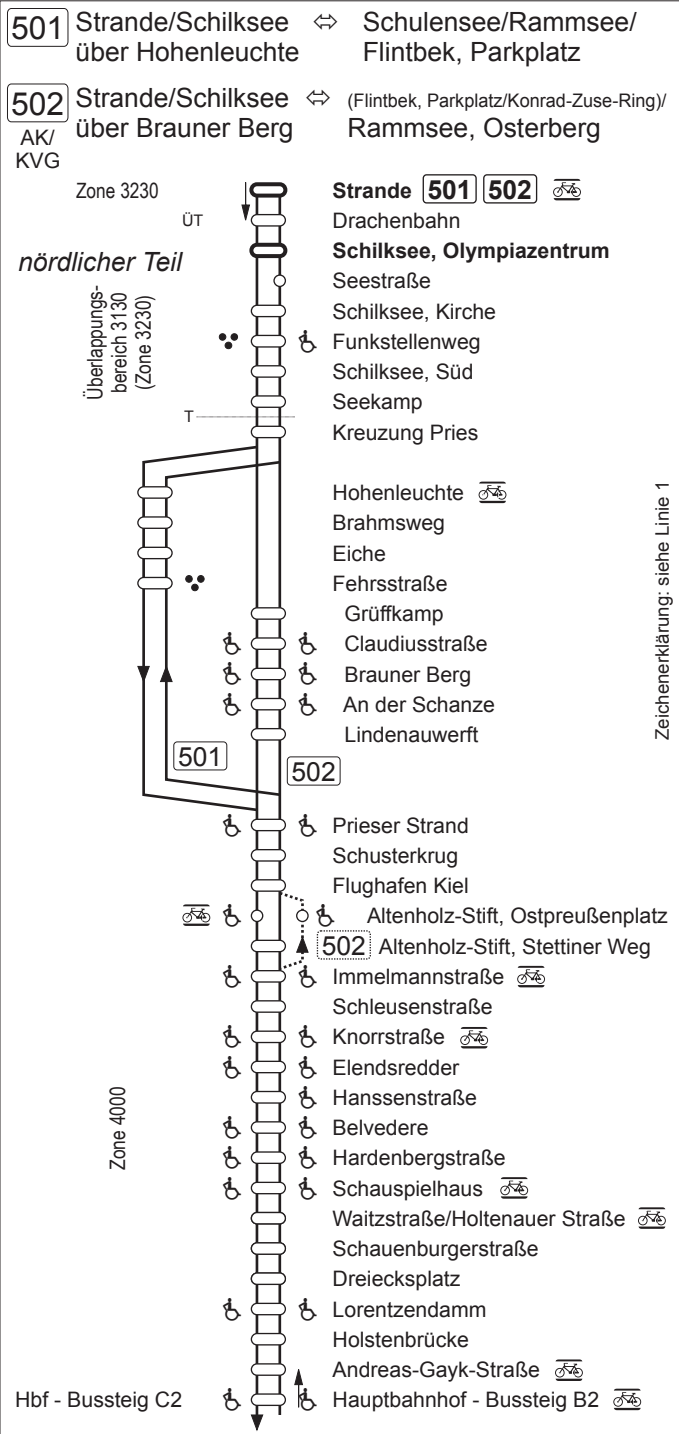 501 Strande/Schilksee ⇔ Schulensee/Rammsee/
über Hohenleuchte Flintbek, Parkplatz
502 Strande/Schilksee ⇔ (Flintbek, Parkplatz/Konrad-Zuse-Ring)/
über Brauner Berg Rammsee, Osterberg
AK/
KVG
Zone 3230 Strande 501 502
ÜT Drachenbahn
Schilksee, Olympiazentrum
nördlicher Teil
Seestraße
Überlappungs-
bereich 3130
(Zone 3230)
Schilksee, Kirche
Funkstellenweg
Schilksee, Süd
Seekamp
T
Kreuzung Pries
Hohenleuchte
Brahmsweg
Eiche
Fehrsstraße
Grüffkamp
Claudiusstraße
Brauner Berg
An der Schanze
Lindenauwerft
Zeichenerklärung: siehe Linie 1
501
502
Prieser Strand
Schusterkrug
Flughafen Kiel
Altenholz-Stift, Ostpreußenplatz
502 Altenholz-Stift, Stettiner Weg
Immelmannstraße
Schleusenstraße
Knorrstraße
Elendsredder
Hanssenstraße
Zone 4000
Belvedere
Hardenbergstraße
Schauspielhaus
Waitzstraße/Holtenauer Straße
Schauenburgerstraße
Dreiecksplatz
Lorentzendamm
Holstenbrücke
Andreas-Gayk-Straße
Hbf - Bussteig C2 Hauptbahnhof - Bussteig B2